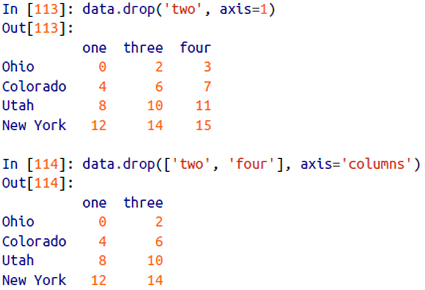 In [113]: data.drop('two', axis=1)
Out[113]:
          one  three  four
Ohio        0      2     3
Colorado    4      6     7
Utah        8     10    11
New York   12     14    15
In [114]: data.drop(['two', 'four'], axis='columns')
Out[114]:
          one  three
Ohio        0      2
Colorado    4      6
Utah        8     10
New York   12     14